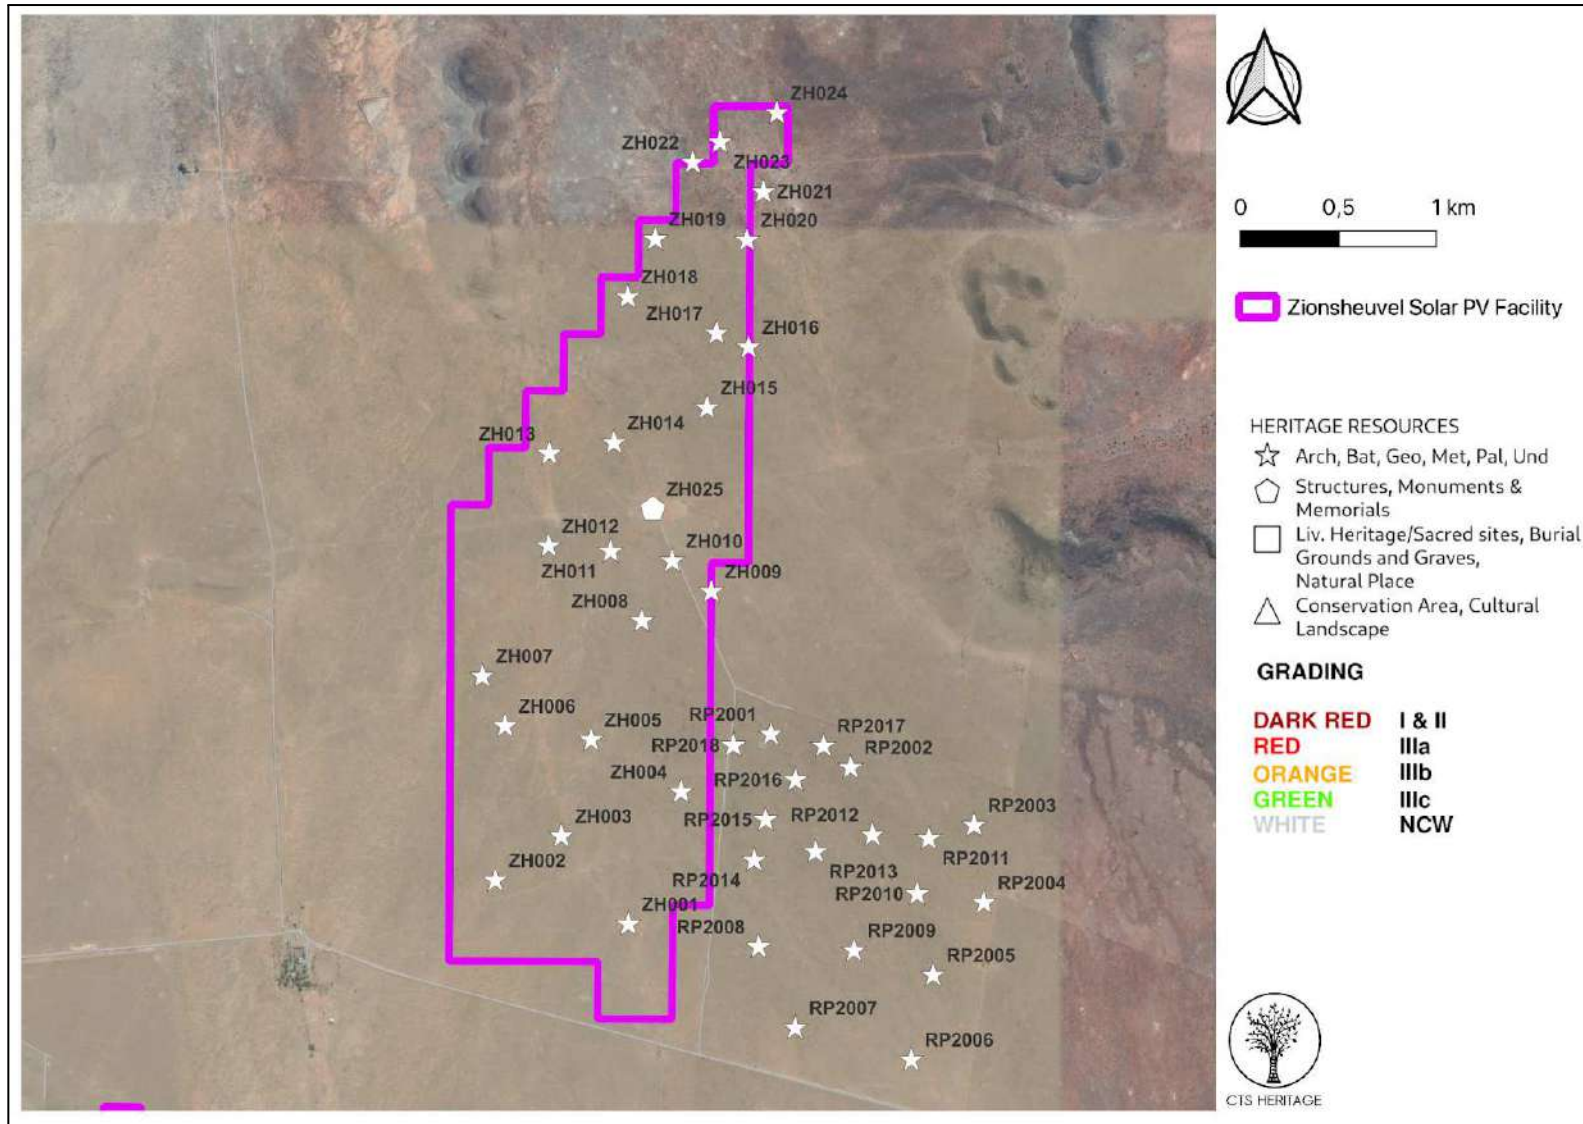 ZH024
ZH022
ZH023
ZH021
ZH019
ZH020
ZH018
ZH017
ZH016
ZH015
ZH014
ZH013
ZH025
ZH012
ZH010
ZH011
ZH009
ZH008
ZH007
ZH006
ZH005
RP2001
RP2018
RP2017
RP2002
ZH004
RP2016
RP2003
RP2015
RP2012
ZH003
RP2011
ZH002
RP2014
RP2013
RP2010
RP2004
ZH001
RP2008
RP2009
RP2005
RP2007
RP2006
0 0,5 1 km
Zionsheuvel Solar PV Facility
HERITAGE RESOURCES
Arch, Bat, Geo, Met, Pal, Und
Structures, Monuments &
Memorials
Liv. Heritage/Sacred sites, Burial
Grounds and Graves,
Natural Place
Conservation Area, Cultural
Landscape
GRADING
DARK RED I & II
RED IIIa
ORANGE IIIb
GREEN IIIc
WHITE NCW
CTS HERITAGE